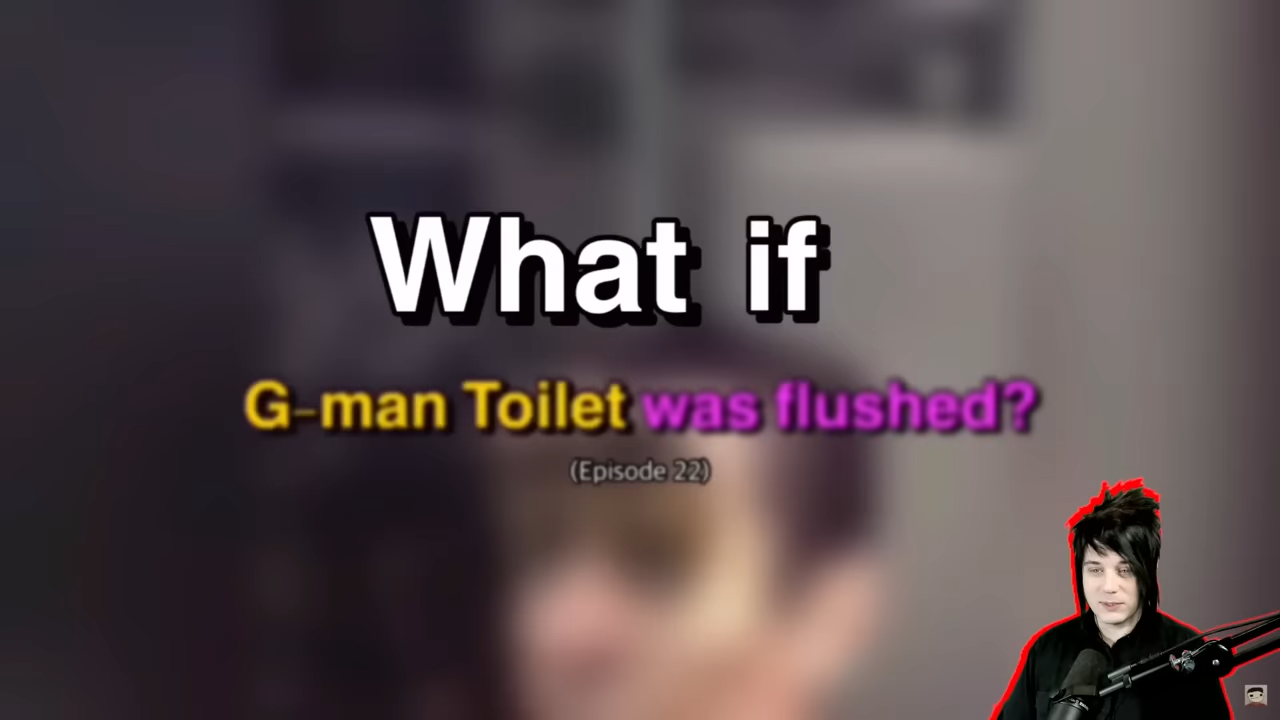 What if
G-man Toilet was flushed?
(Episode 22)